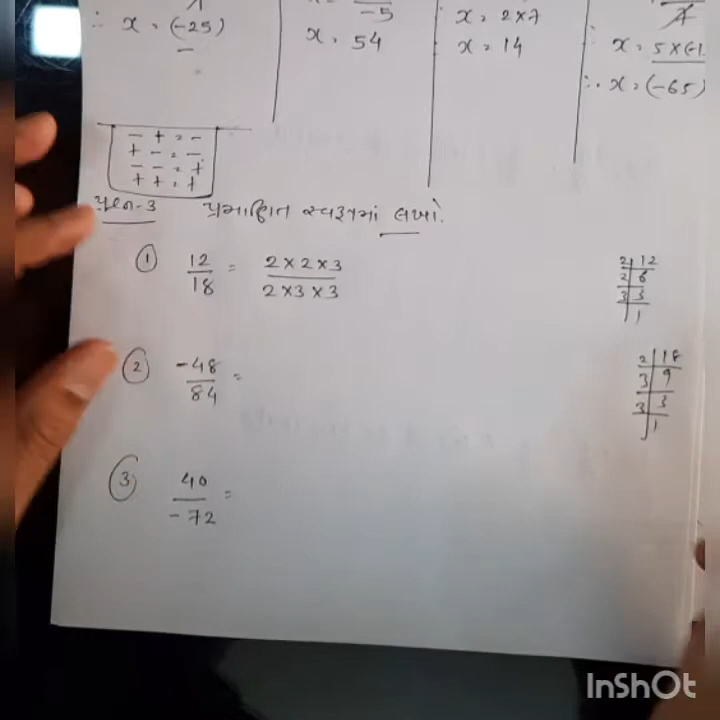 ∴ x = (-25)
-5
x = 54
x = 2×7
x = 14
x = 5×(-1
∴ x = (-65)
- + = -
+ - = -
- - = +
+ + = +
પ્રશ્ન-3 પ્રમાણિત સ્વરૂપમાં લખો.
① 12/18 = 2×2×3/2×3×3
2 | 12
2 | 6
3 | 3
1
② -48/84 =
2 | 18
3 | 9
3 | 3
1
③ 40/-72 =
InShOt